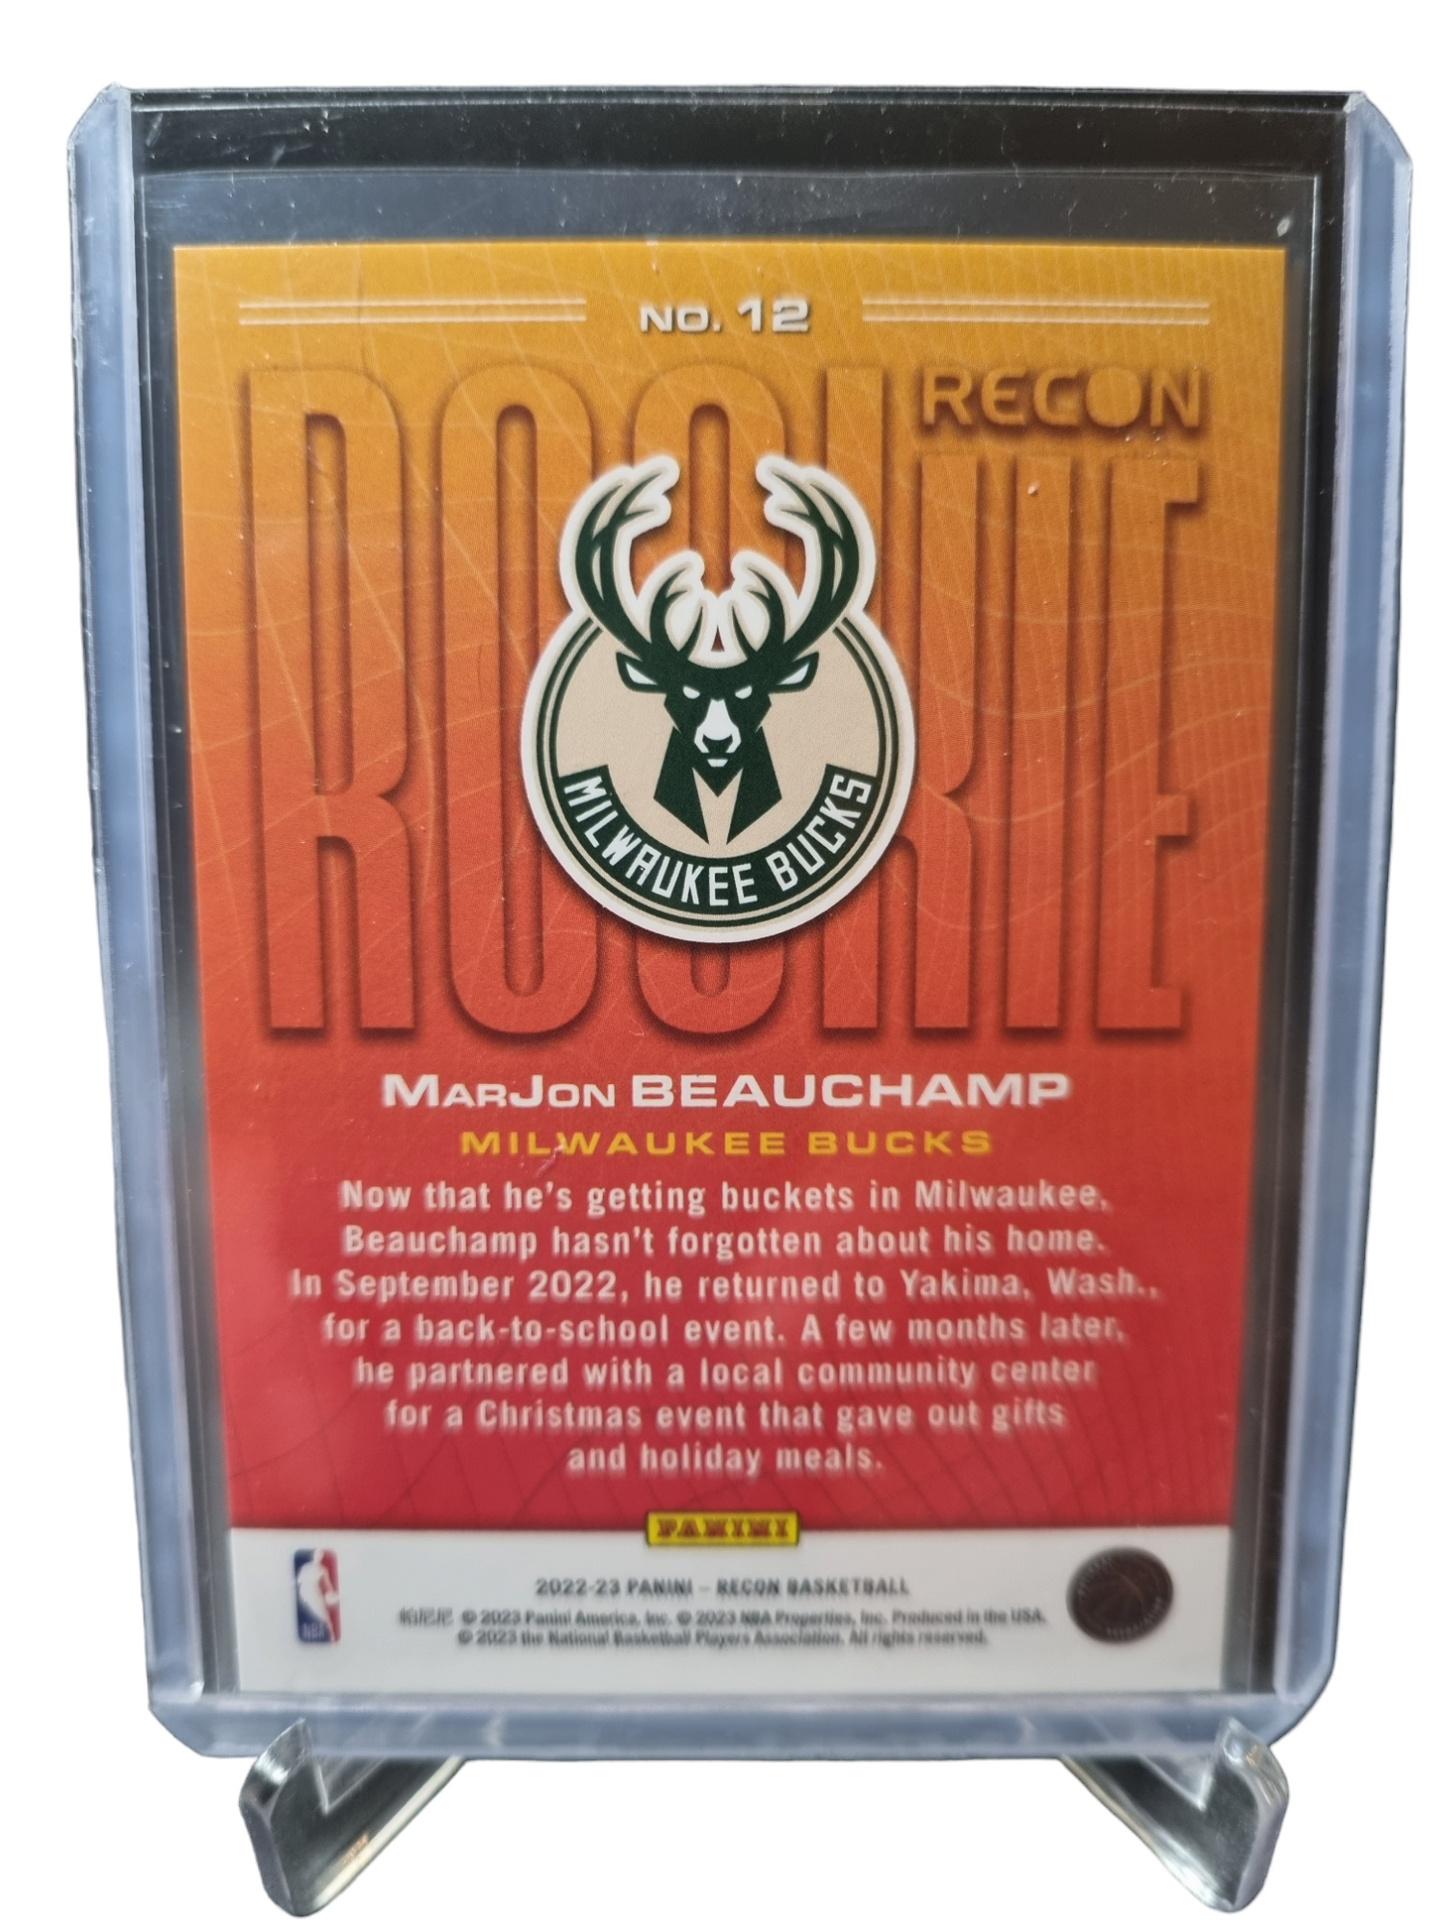 NO. 12
ROOKIE
RECON
MILWAUKEE BUCKS
MARJON BEAUCHAMP
MILWAUKEE BUCKS
Now that he's getting buckets in Milwaukee,
Beauchamp hasn't forgotten about his home.
In September 2022, he returned to Yakima, Wash.,
for a back-to-school event. A few months later,
he partnered with a local community center
for a Christmas event that gave out gifts
and holiday meals.
PANINI
2022-23 PANINI – RECON BASKETBALL
© 2023 Panini America, Inc. © 2023 NBA Properties, Inc. Produced in the USA.
© 2023 the National Basketball Players Association. All rights reserved.
NBA